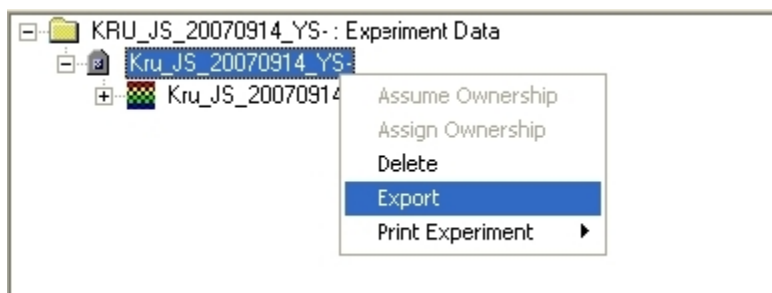 KRU_JS_20070914_YS- : Experiment Data
Kru_JS_20070914_YS-
Kru_JS_20070914
Assume Ownership
Assign Ownership
Delete
Export
Print Experiment